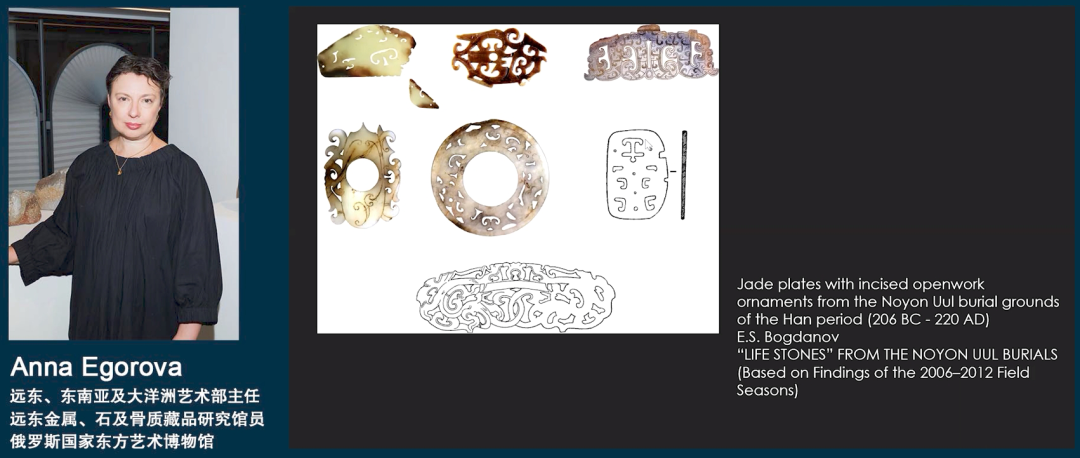 Anna Egorova
远东、东南亚及大洋洲艺术部主任
远东金属、石及骨质藏品研究馆员
俄罗斯国家东方艺术博物馆
Jade plates with incised openwork
ornaments from the Noyon Uul burial grounds
of the Han period (206 BC - 220 AD)
E.S. Bogdanov
“LIFE STONES” FROM THE NOYON UUL BURIALS
(Based on Findings of the 2006–2012 Field
Seasons)